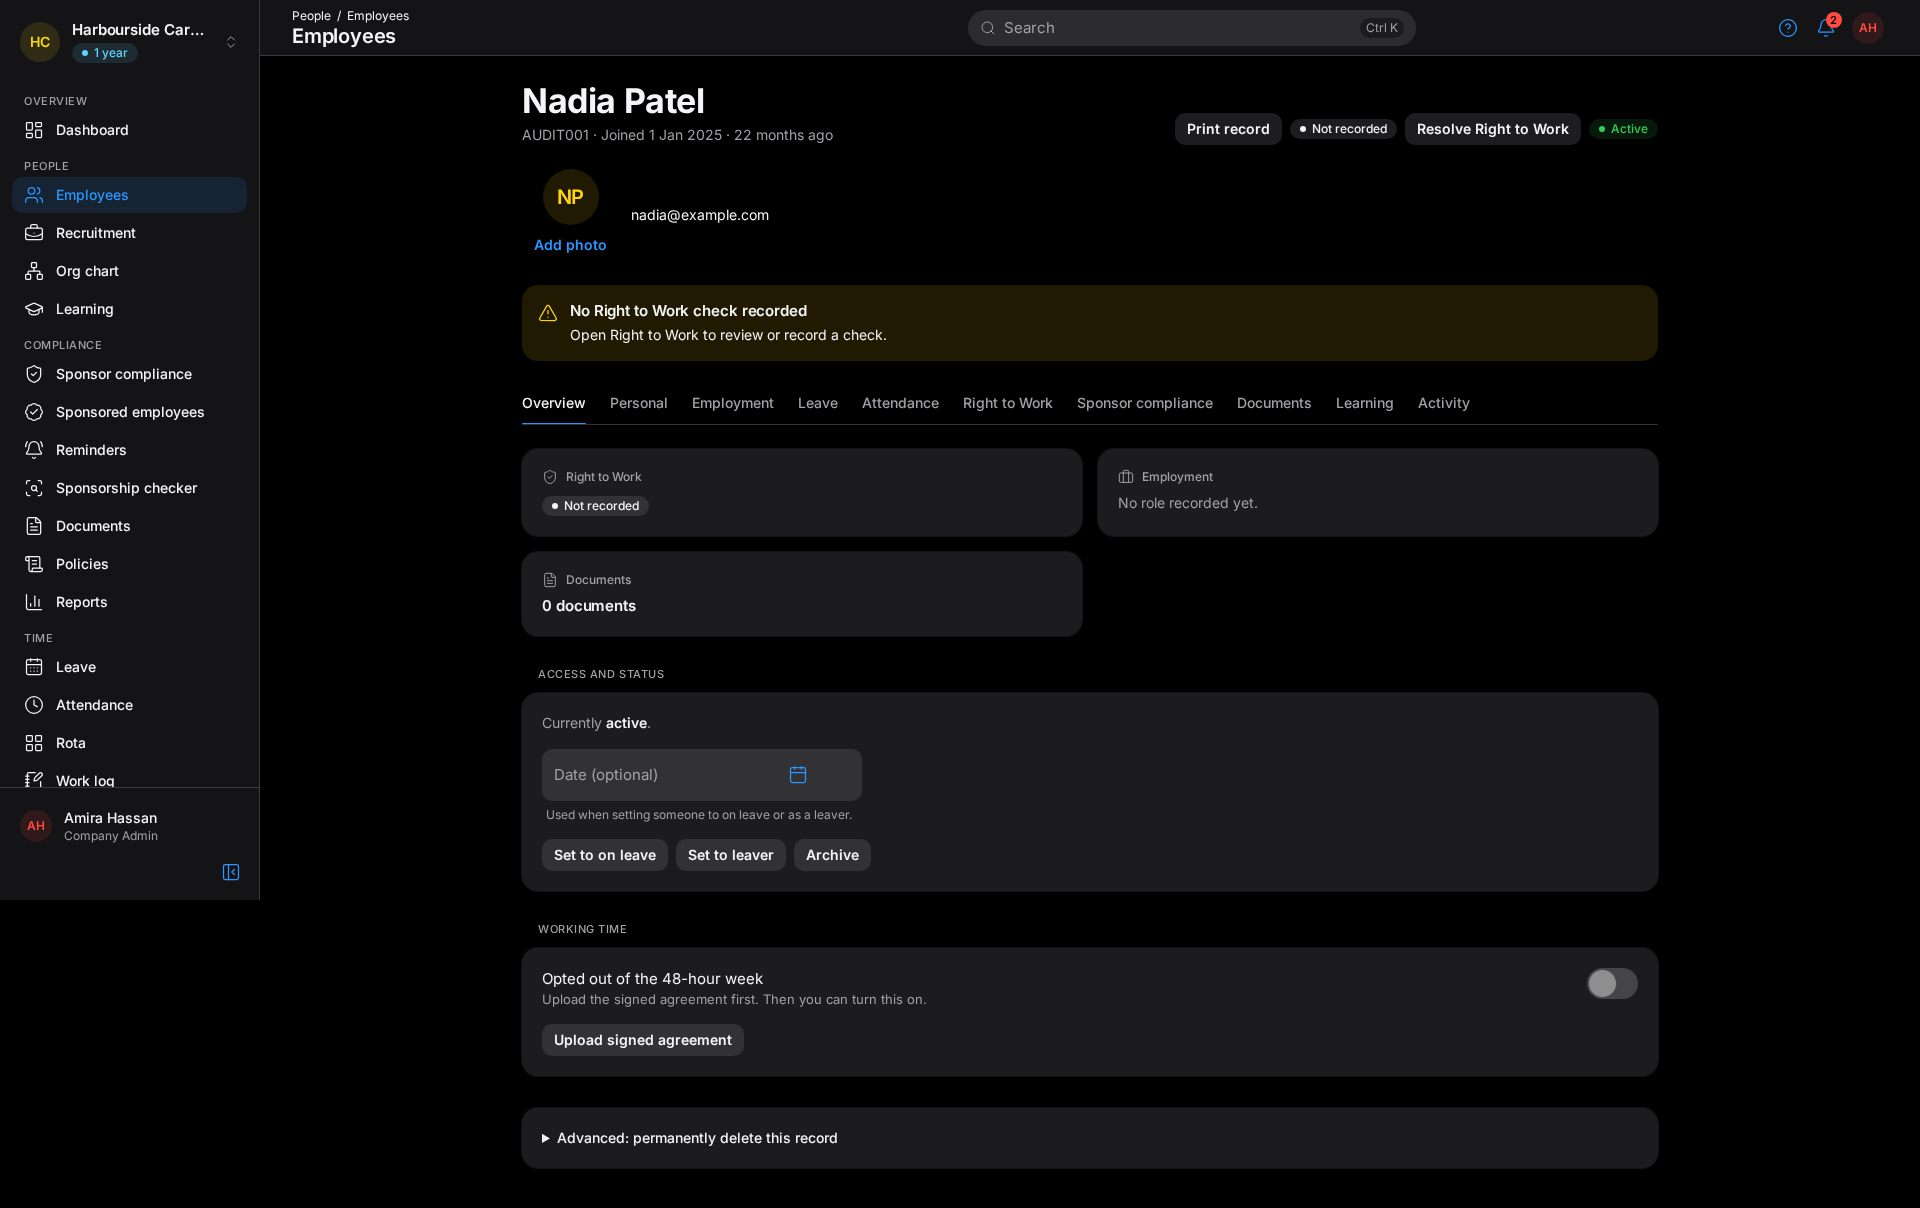 HC
Harbourside Car...
1 year
OVERVIEW
Dashboard
PEOPLE
Employees
Recruitment
Org chart
Learning
COMPLIANCE
Sponsor compliance
Sponsored employees
Reminders
Sponsorship checker
Documents
Policies
Reports
TIME
Leave
Attendance
Rota
Work log
AH
Amira Hassan
Company Admin
People / Employees
Employees
Search
Ctrl K
2
AH
Nadia Patel
AUDIT001 · Joined 1 Jan 2025 · 22 months ago
Print record
Not recorded
Resolve Right to Work
Active
NP
Add photo
nadia@example.com
No Right to Work check recorded
Open Right to Work to review or record a check.
Overview
Personal
Employment
Leave
Attendance
Right to Work
Sponsor compliance
Documents
Learning
Activity
Right to Work
Not recorded
Employment
No role recorded yet.
Documents
0 documents
ACCESS AND STATUS
Currently active.
Date (optional)
Used when setting someone to on leave or as a leaver.
Set to on leave
Set to leaver
Archive
WORKING TIME
Opted out of the 48-hour week
Upload the signed agreement first. Then you can turn this on.
Upload signed agreement
Advanced: permanently delete this record